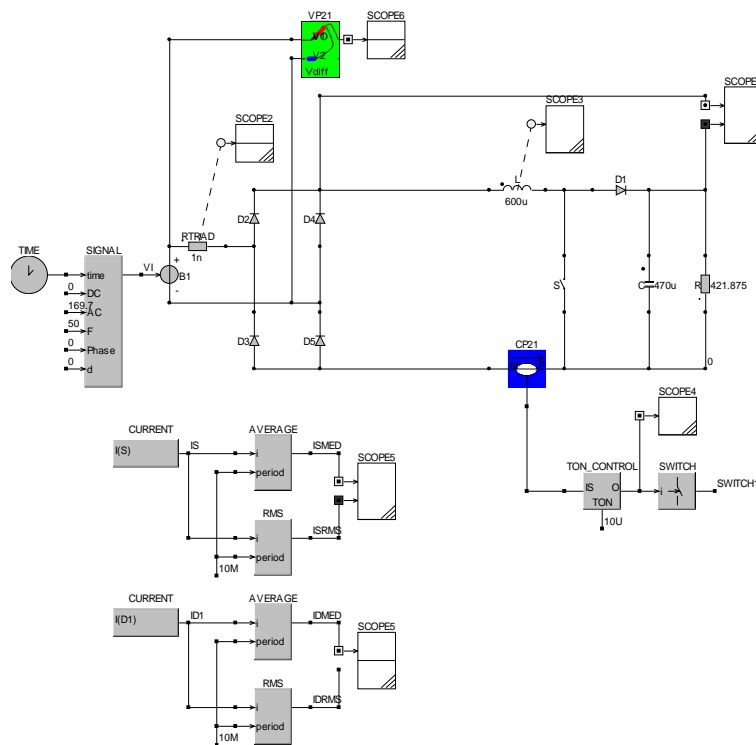 VP21
SCOPE6
V1
V2
Vdiff
SCOPE
SCOPE2
SCOPE3
L
600u
D1
D2
D4
RTRAD
1n
TIME
SIGNAL
VI
+
B1
-
time
0
DC
169.7
AC
50
F
0
Phase
0
d
S
C
470u
R
421.875
D3
D5
CP21
0
SCOPE4
CURRENT
AVERAGE
I(S)
IS
i
ISMED
period
SCOPE5
TON_CONTROL
SWITCH
IS
O
TON
i
SWITCH1
10U
RMS
i
ISRMS
period
10M
CURRENT
AVERAGE
I(D1)
ID1
i
IDMED
period
SCOPE5
RMS
i
IDRMS
period
10M